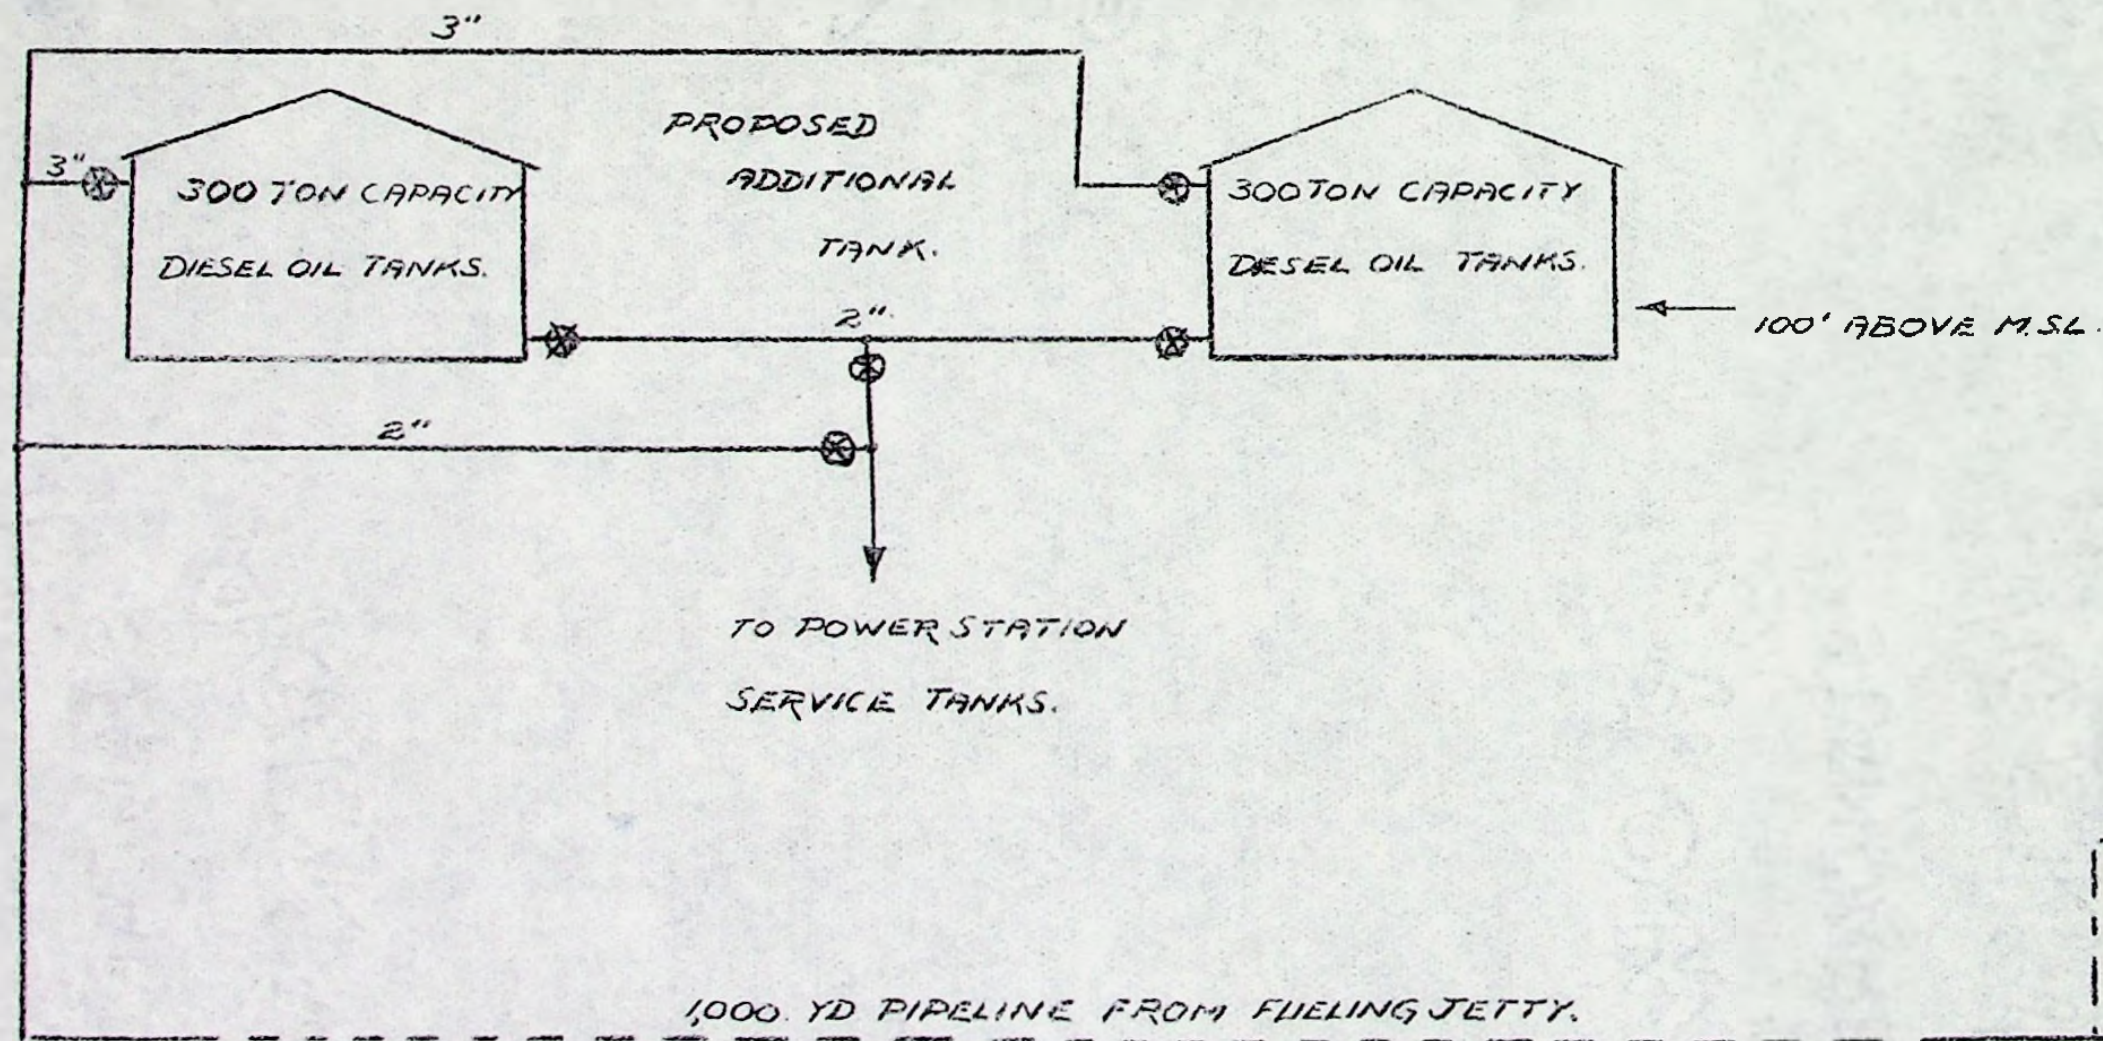 3"
3"
300 TON CAPACITY
DIESEL OIL TANKS.
PROPOSED
ADDITIONAL
TANK.
300 TON CAPACITY
DESEL OIL TANKS.
100' ABOVE M.S.L.
2"
2"
TO POWER STATION
SERVICE TANKS.
1,000 YD PIPELINE FROM FUELING JETTY.